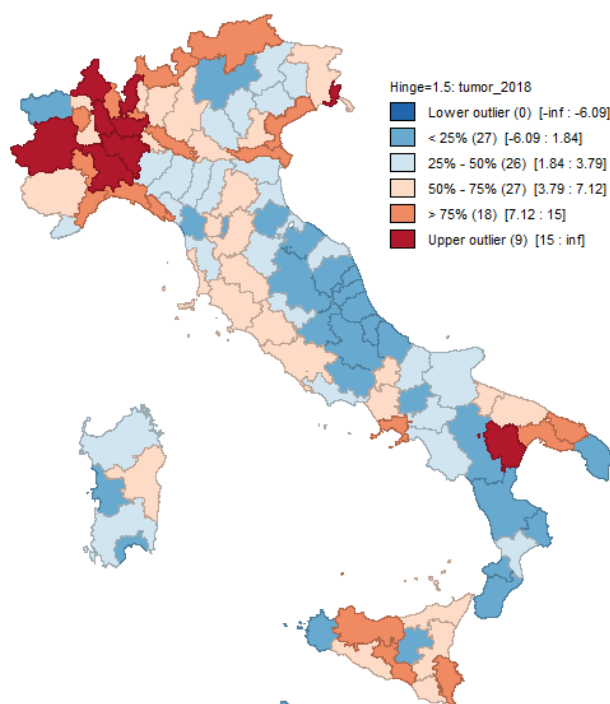 Hinge=1.5: tumor_2018
Lower outlier (0) [-inf : -6.09]
< 25% (27) [-6.09 : 1.84]
25% - 50% (26) [1.84 : 3.79]
50% - 75% (27) [3.79 : 7.12]
> 75% (18) [7.12 : 15]
Upper outlier (9) [15 : inf]